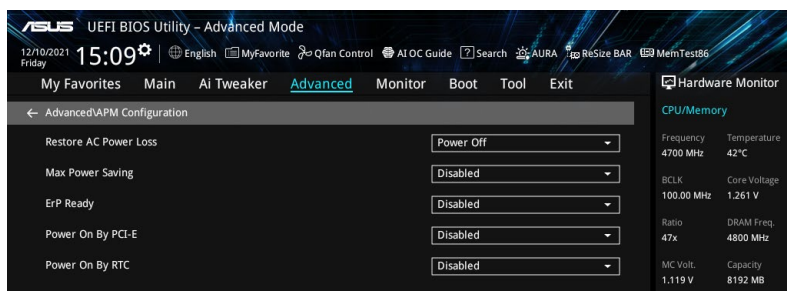 ASUS UEFI BIOS Utility – Advanced Mode
12/10/2021 Friday 15:09 English MyFavorite Qfan Control AI OC Guide ? Search AURA ReSize BAR MemTest86
My Favorites Main Ai Tweaker Advanced Monitor Boot Tool Exit
Hardware Monitor
← Advanced\APM Configuration
Restore AC Power Loss Power Off
Max Power Saving Disabled
ErP Ready Disabled
Power On By PCI-E Disabled
Power On By RTC Disabled
CPU/Memory
Frequency Temperature
4700 MHz 42°C
BCLK Core Voltage
100.00 MHz 1.261 V
Ratio DRAM Freq.
47x 4800 MHz
MC Volt. Capacity
1.119 V 8192 MB